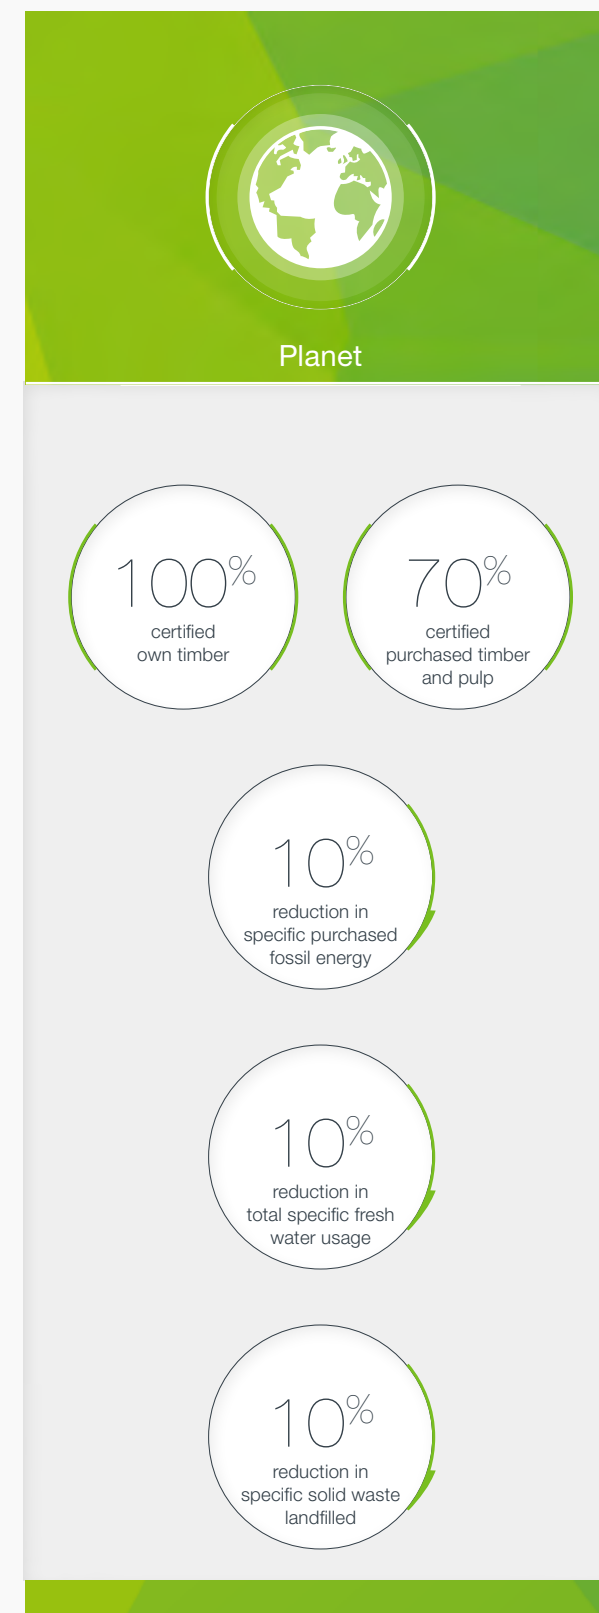 Planet
100%
certified
own timber
70%
certified
purchased timber
and pulp
10%
reduction in
specific purchased
fossil energy
10%
reduction in
total specific fresh
water usage
10%
reduction in
specific solid waste
landfilled